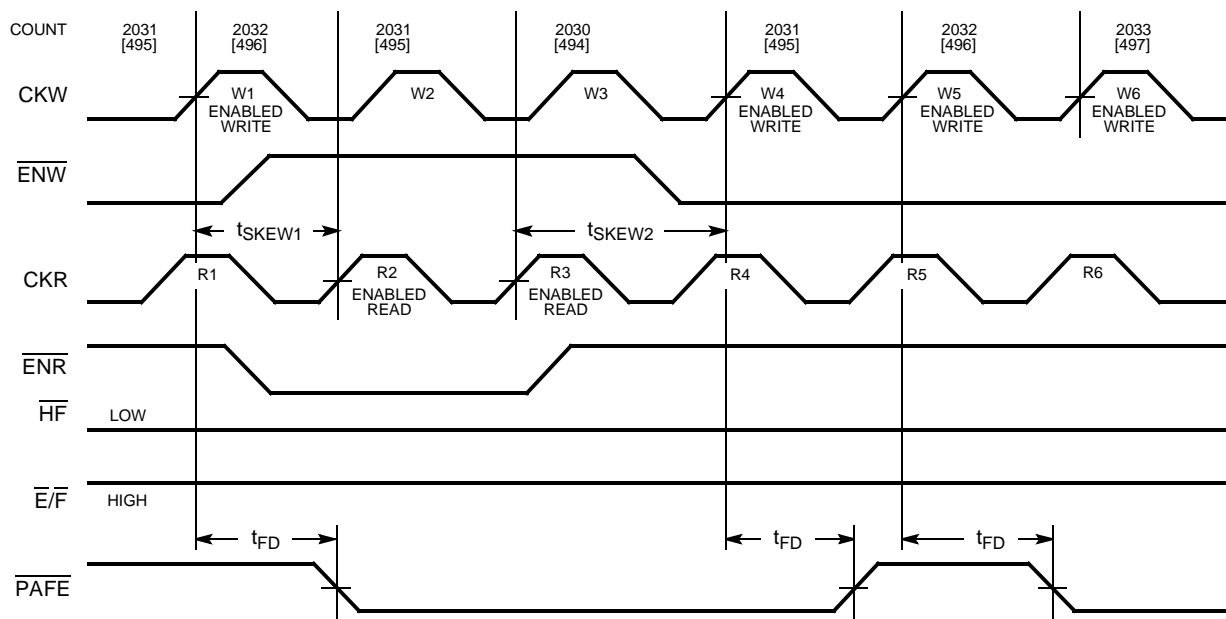 COUNT 2031 2032 2031 2030 2031 2032 2033
[495] [496] [495] [494] [495] [496] [497]
CKW W1 W2 W3 W4 W5 W6
ENABLED ENABLED ENABLED ENABLED
WRITE WRITE WRITE WRITE
ENW
tSKEW1 tSKEW2
CKR R1 R2 R3 R4 R5 R6
ENABLED ENABLED
READ READ
ENR
HF LOW
E/F HIGH
tFD tFD tFD
PAFE